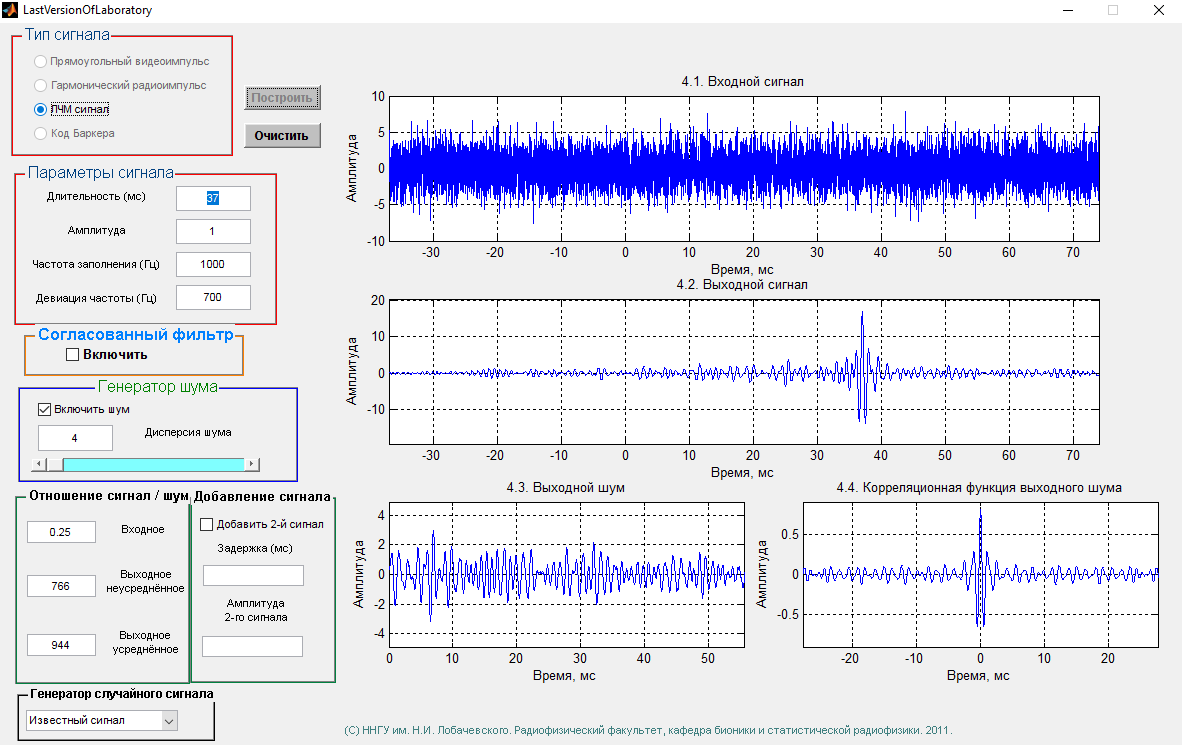 LastVersionOfLaboratory
Тип сигнала
Прямоугольный видеоимпульс
Гармонический радиоимпульс
ЛЧМ сигнал
Код Баркера
Построить
Очистить
Параметры сигнала
Длительность (мс)
37
Амплитуда
1
Частота заполнения (Гц)
1000
Девиация частоты (Гц)
700
Согласованный фильтр
Включить
Генератор шума
Включить шум
4
Дисперсия шума
Отношение сигнал / шум
0.25
Входное
766
Выходное
неусреднённое
944
Выходное
усреднённое
Добавление сигнала
Добавить 2-й сигнал
Задержка (мс)
Амплитуда
2-го сигнала
Генератор случайного сигнала
Известный сигнал
4.1. Входной сигнал
Амплитуда
10
5
0
-5
-10
-30 -20 -10 0 10 20 30 40 50 60 70
Время, мс
4.2. Выходной сигнал
Амплитуда
20
10
0
-10
-30 -20 -10 0 10 20 30 40 50 60 70
Время, мс
4.3. Выходной шум
Амплитуда
4
2
0
-2
-4
0 10 20 30 40 50
Время, мс
4.4. Корреляционная функция выходного шума
Амплитуда
0.5
0
-0.5
-20 -10 0 10 20
Время, мс
(С) ННГУ им. Н.И. Лобачевского. Радиофизический факультет, кафедра бионики и статистической радиофизики. 2011.